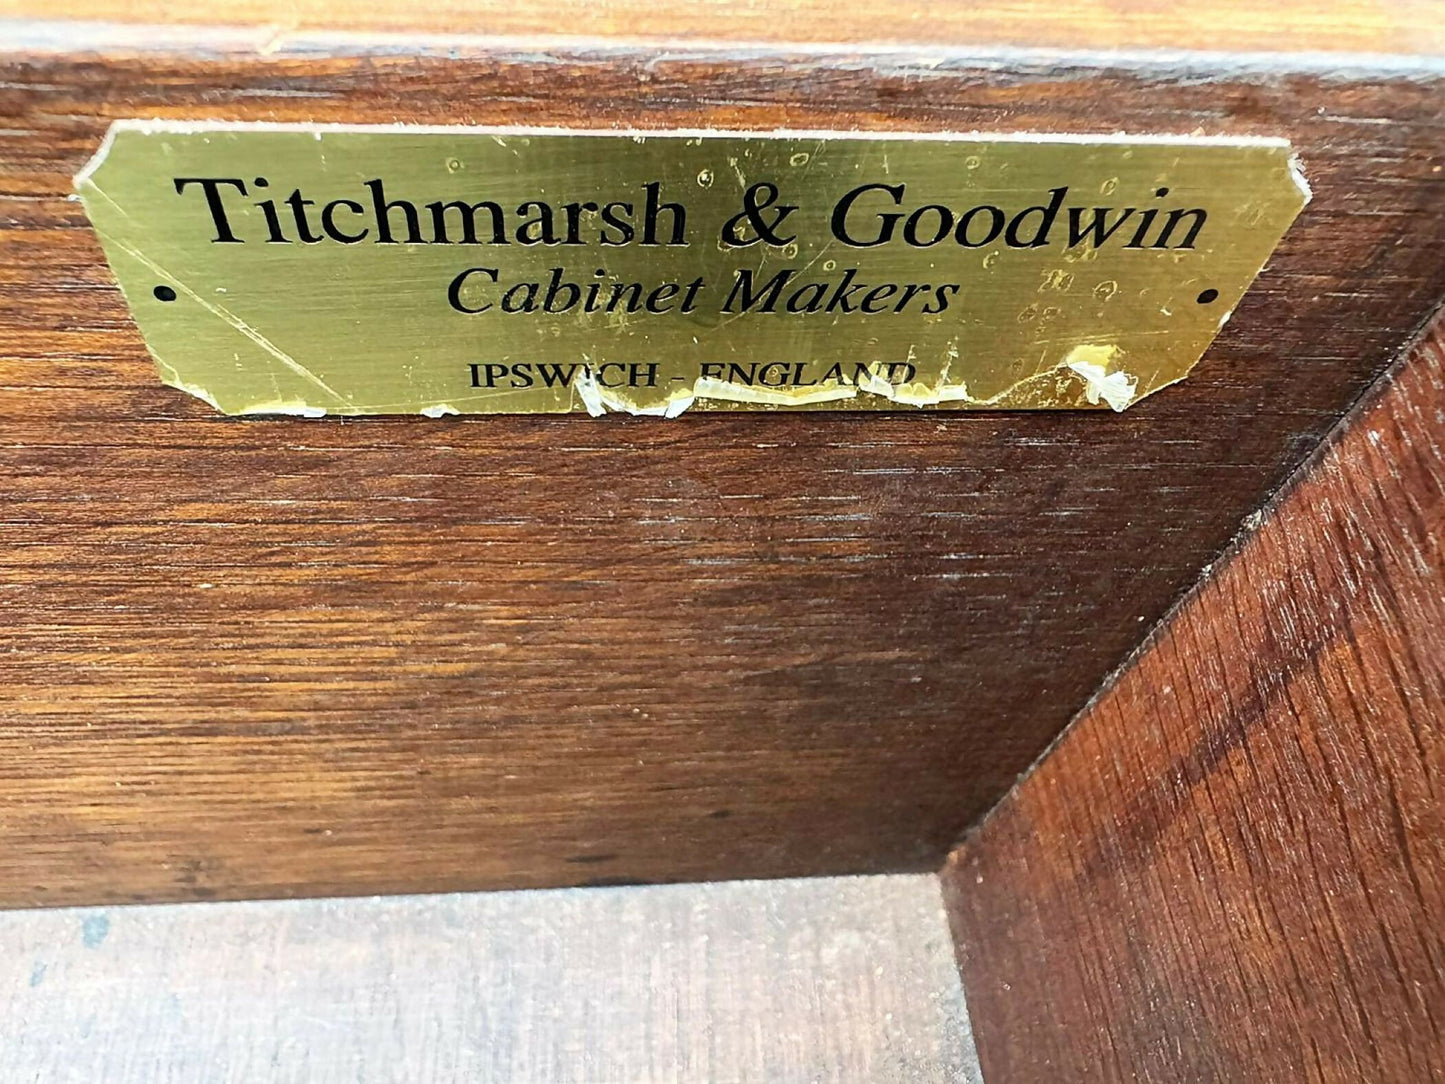 Titchmarsh & Goodwin
Cabinet Makers
IPSWICH - ENGLAND